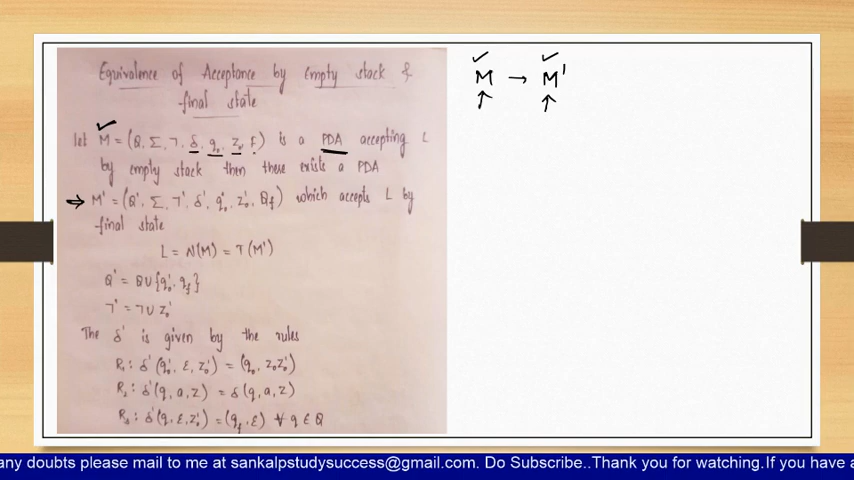 Equivalence of Acceptance by Empty stack &
final state
let M = (Q, Σ, ⅂, δ, q₀, Z₀, F) is a PDA accepting L
by empty stack then there exists a PDA
→ M' = (Q', Σ, ⅂', δ', q₀', Z₀', Qf) which accepts L by
final state
L = N(M) = T(M')
Q' = Q ∪ {q₀', qf}
⅂' = ⅂ ∪ Z₀'
The δ' is given by the rules
R₁: δ'(q₀', ε, Z₀') = (q₀, Z₀Z₀')
R₂: δ'(q, a, Z) = δ(q, a, Z)
R₃: δ'(q, ε, Z₀') = (qf, ε) ∀ q ∈ Q
M → M'
any doubts please mail to me at sankalpstudysuccess@gmail.com. Do Subscribe..Thank you for watching.If you have a